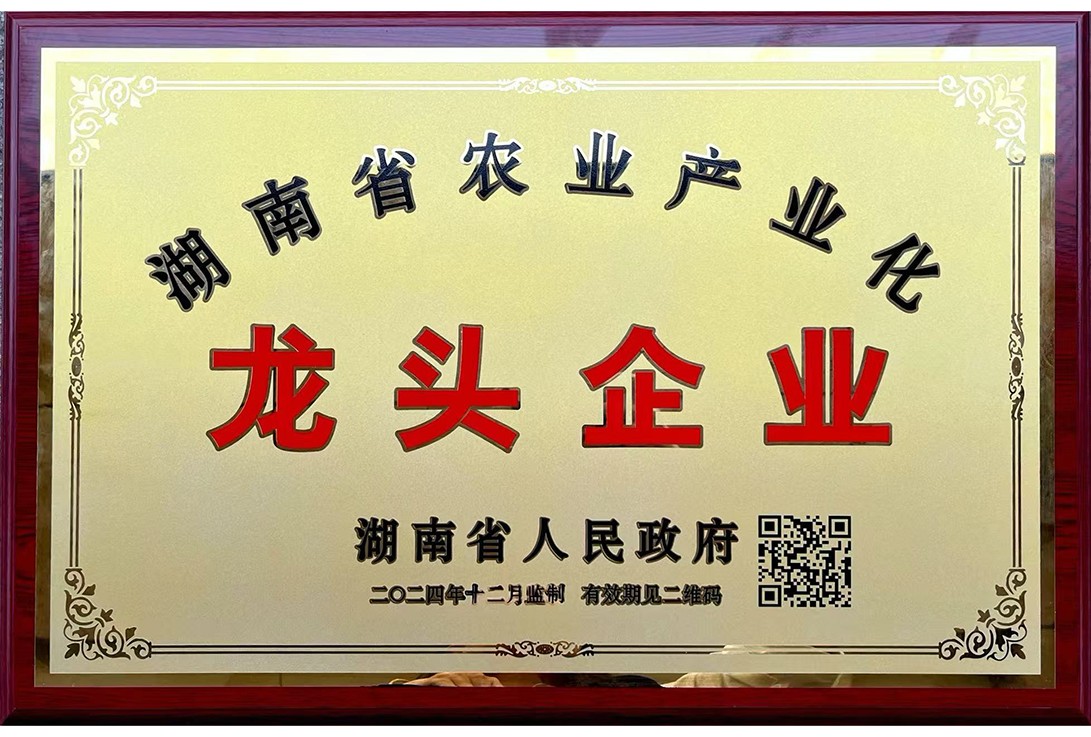 湖南省农业产业化
龙头企业
湖南省人民政府
二〇二四年十二月监制 有效期见二维码